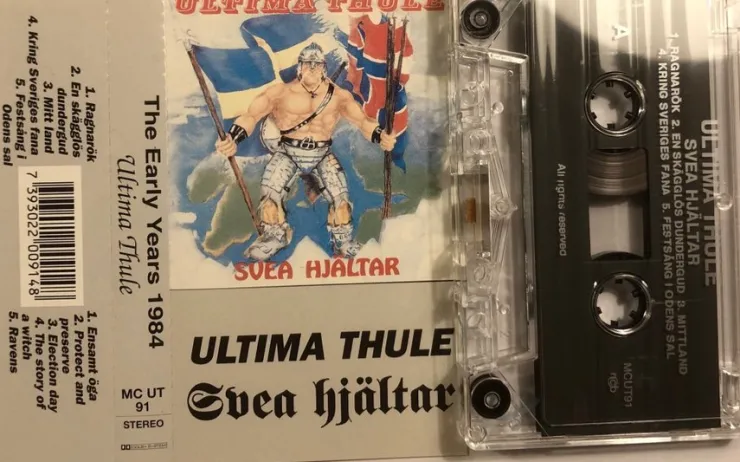 4. Kring Sveriges fana
5. Festsång i
Odens sal
3. Mitt land
dundergud
2. En skägglös
1. Ragnarök
7 393022 009148
1. Ensamt öga
2. Protect and
preserve
3. Election day
4. The story of
a witch
5. Ravens
The Early Years 1984
Ultima Thule
MC UT
91
STEREO
ULTIMA THULE
SVEA HJÄLTAR
ULTIMA THULE
Svea hjältar
A
1. RAGNARÖK 2. EN SKÄGGLÖS DUNDERGUD 3. MITTLAND
4. KRING SVERIGES FANA 5. FESTSÅNG I ODENS SAL
ULTIMA THULE
SVEA HJÄLTAR
All rights reserved
MCUT91
ncb